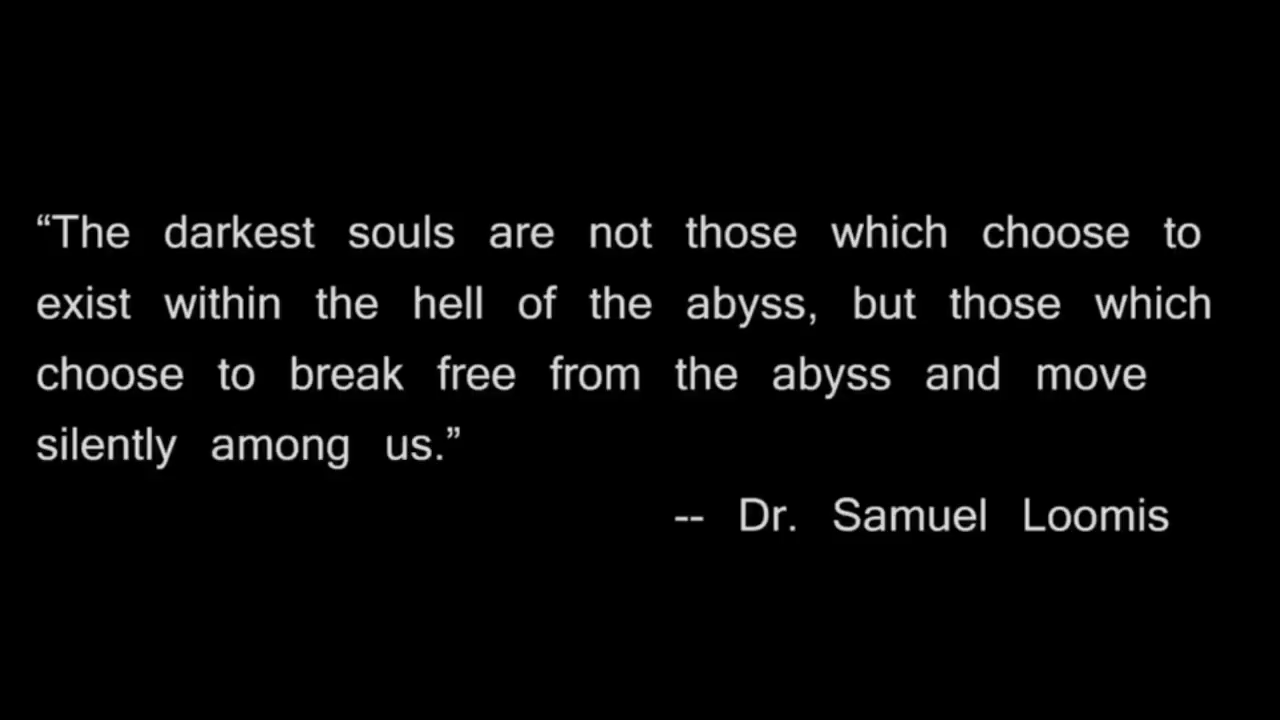 “The darkest souls are not those which choose to
exist within the hell of the abyss, but those which
choose to break free from the abyss and move
silently among us.”
-- Dr. Samuel Loomis